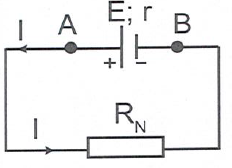 E; r
I A B
+ -
I R_N